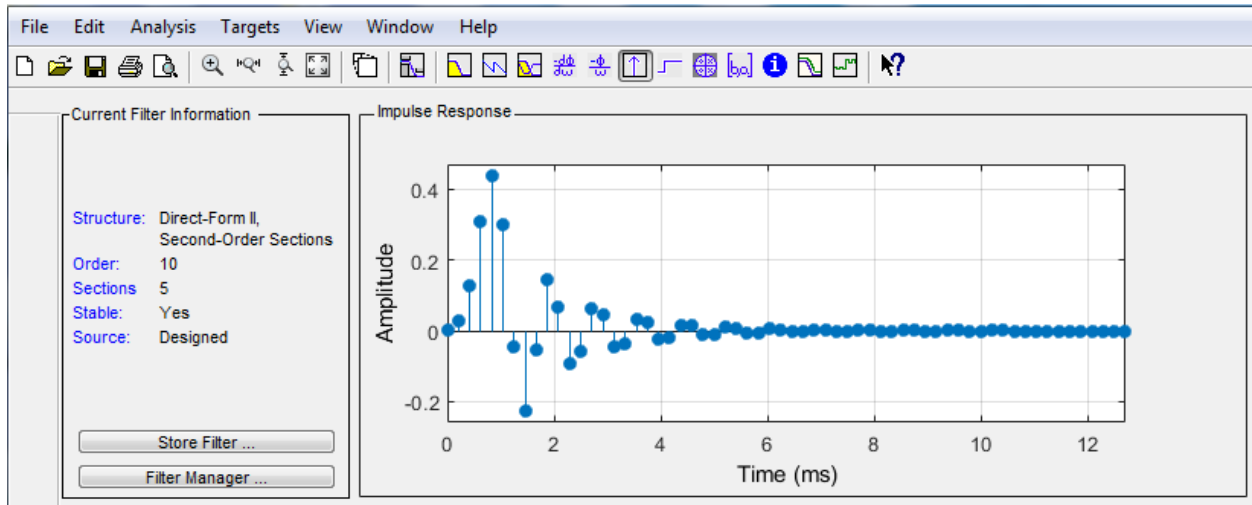 File Edit Analysis Targets View Window Help
Current Filter Information
Structure: Direct-Form II,
Second-Order Sections
Order: 10
Sections 5
Stable: Yes
Source: Designed
Store Filter ...
Filter Manager ...
Impulse Response
Amplitude
0.4
0.2
0
-0.2
0 2 4 6 8 10 12
Time (ms)